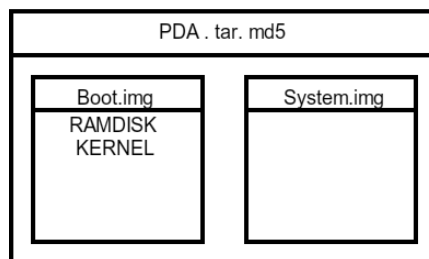 PDA . tar. md5
Boot.img
System.img
RAMDISK
KERNEL